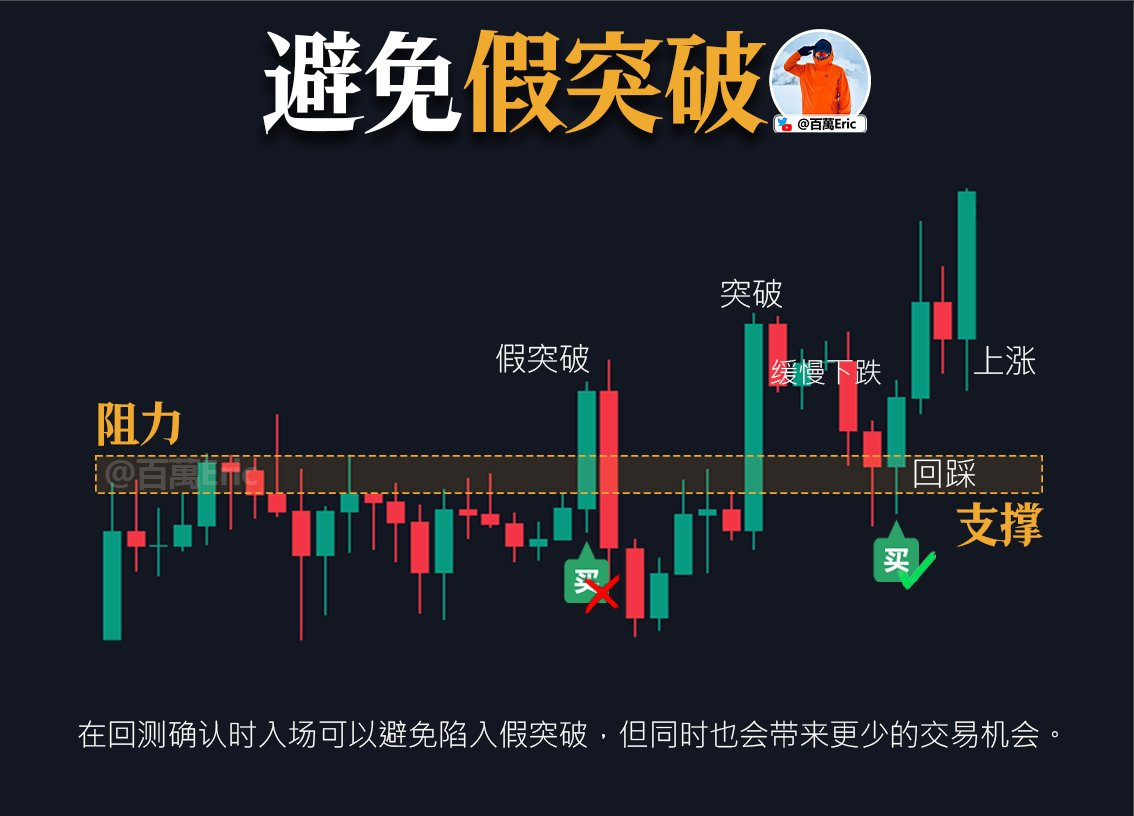 避免假突破
@百萬Eric
突破
假突破
缓慢下跌
上涨
阻力
@百萬Eric
回踩
支撑
买
买
在回测确认时入场可以避免陷入假突破，但同时也会带来更少的交易机会。